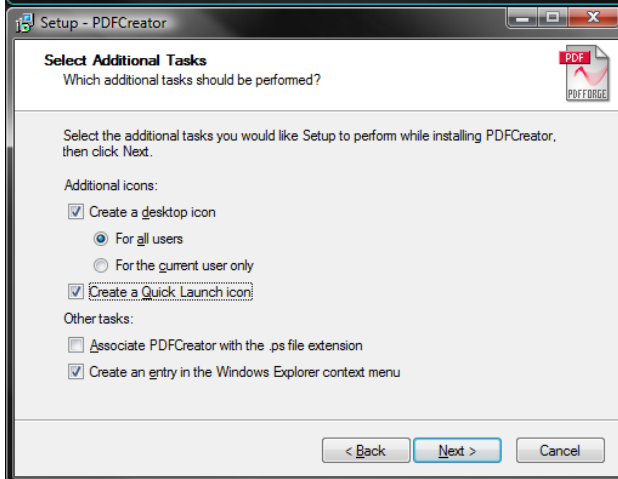 Setup - PDFCreator
Select Additional Tasks
Which additional tasks should be performed?
PDF
PDFFORGE
Select the additional tasks you would like Setup to perform while installing PDFCreator,
then click Next.
Additional icons:
Create a desktop icon
For all users
For the current user only
Create a Quick Launch icon
Other tasks:
Associate PDFCreator with the .ps file extension
Create an entry in the Windows Explorer context menu
< Back Next > Cancel